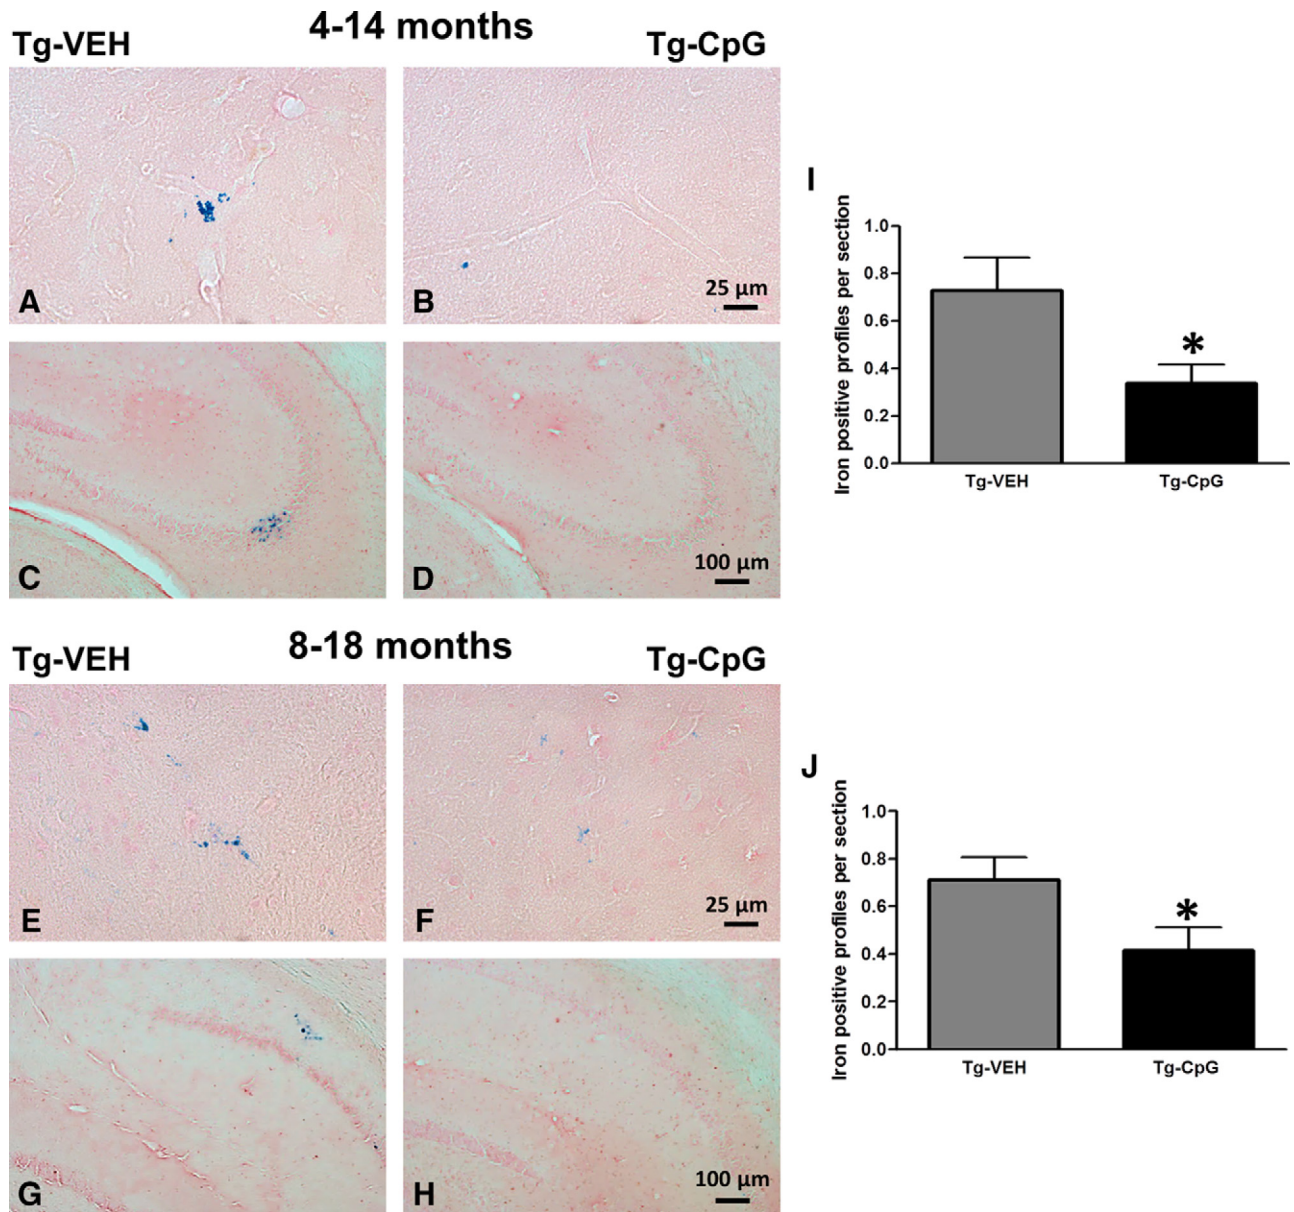 4-14 months
Tg-VEH
Tg-CpG
A
B
25 µm
C
D
100 µm
8-18 months
Tg-VEH
Tg-CpG
E
F
25 µm
G
H
100 µm
I
Iron positive profiles per section
1.0
0.8
0.6
0.4
0.2
0.0
*
Tg-VEH
Tg-CpG
J
Iron positive profiles per section
1.0
0.8
0.6
0.4
0.2
0.0
*
Tg-VEH
Tg-CpG